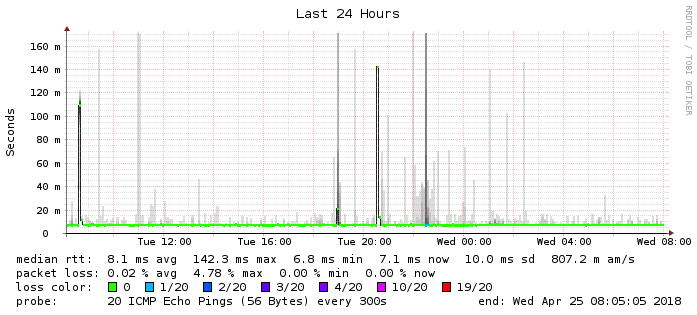 Last 24 Hours
RRDTOOL / TOBI OETIKER
Seconds
160 m
140 m
120 m
100 m
80 m
60 m
40 m
20 m
0
Tue 12:00 Tue 16:00 Tue 20:00 Wed 00:00 Wed 04:00 Wed 08:00
median rtt: 8.1 ms avg 142.3 ms max 6.8 ms min 7.1 ms now 10.0 ms sd 807.2 m am/s
packet loss: 0.02 % avg 4.78 % max 0.00 % min 0.00 % now
loss color: 0 1/20 2/20 3/20 4/20 10/20 19/20
probe: 20 ICMP Echo Pings (56 Bytes) every 300s end: Wed Apr 25 08:05:05 2018